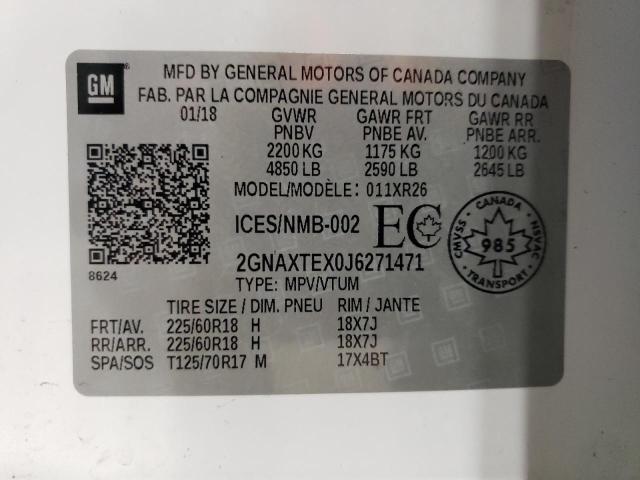 GM
MFD BY GENERAL MOTORS OF CANADA COMPANY
FAB. PAR LA COMPAGNIE GENERAL MOTORS DU CANADA
01/18 GVWR GAWR FRT GAWR RR
PNBV PNBE AV. PNBE ARR.
2200 KG 1175 KG 1200 KG
4850 LB 2590 LB 2645 LB
MODEL/MODÈLE: 011XR26
ICES/NMB-002 EC
CANADA
CMVSS 985 NSVAC
TRANSPORT
8624
2GNAXTEX0J6271471
TYPE: MPV/VTUM
TIRE SIZE / DIM. PNEU RIM / JANTE
FRT/AV. 225/60R18 H 18X7J
RR/ARR. 225/60R18 H 18X7J
SPA/SOS T125/70R17 M 17X4BT